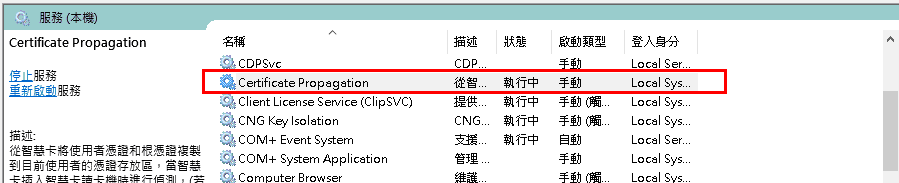 服務 (本機)
Certificate Propagation
停止服務
重新啟動服務
描述:
從智慧卡將使用者憑證和根憑證複製
到目前使用者的憑證存放區，當智慧
卡插入智慧卡讀卡機時進行偵測，(若
名稱 描述 狀態 啟動類型 登入身分
CDPSvc CDP... 手動 Local Ser...
Certificate Propagation 從智... 執行中 手動 Local Sys...
Client License Service (ClipSVC) 提供... 執行中 手動 (觸... Local Sys...
CNG Key Isolation CNG... 執行中 手動 (觸... Local Sys...
COM+ Event System 支援... 執行中 自動 Local Ser...
COM+ System Application 管理... 手動 Local Sys...
Computer Browser 維護... 手動 (觸... Local Sys...